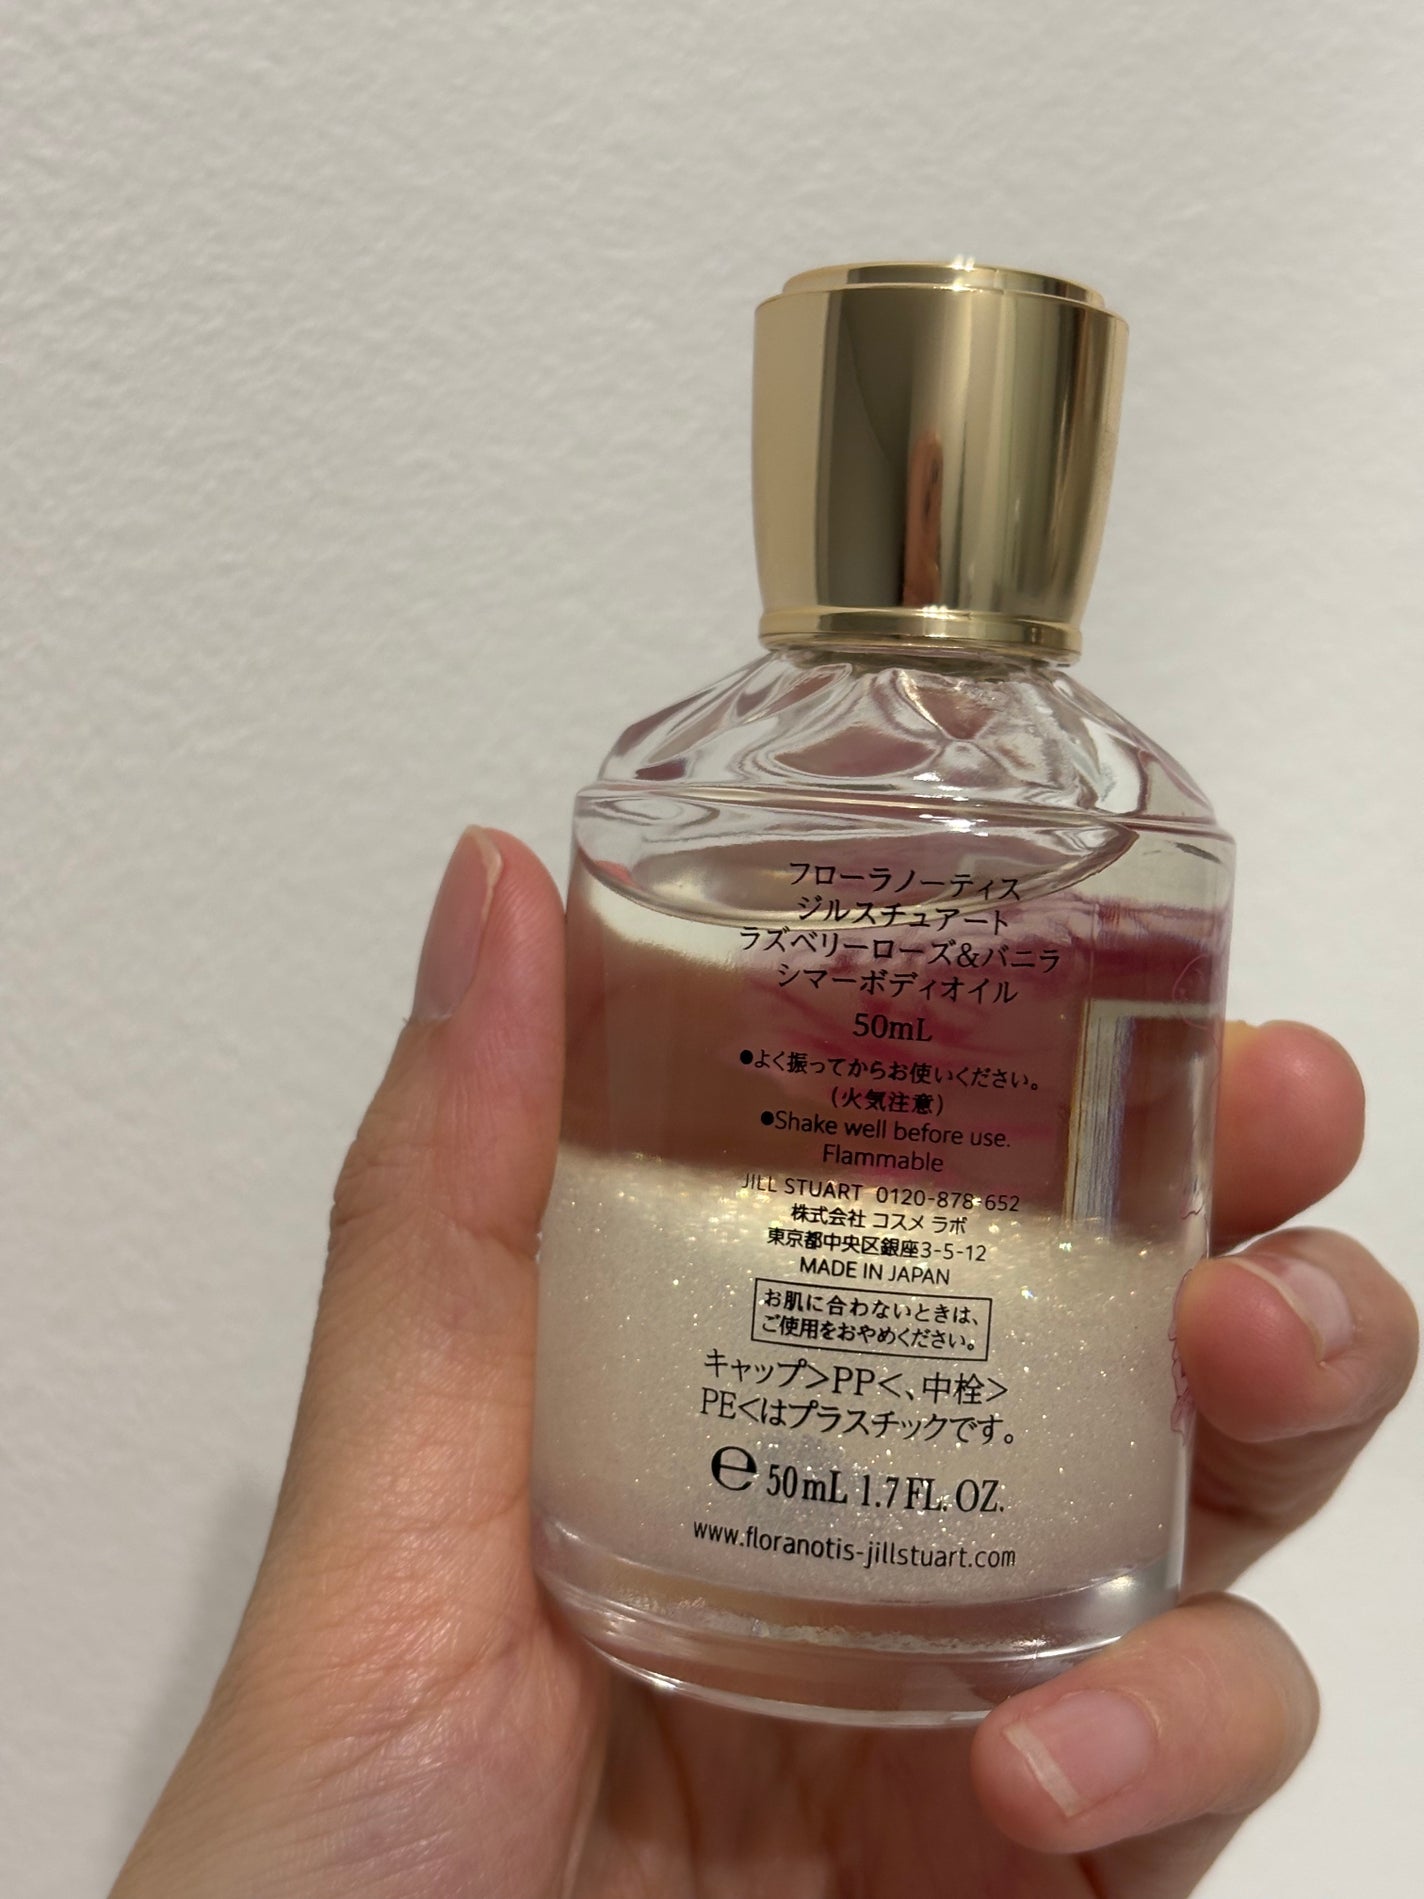 フローラノーティス
ジルスチュアート
ラズベリーローズ&バニラ
シマーボディオイル
50mL
●よく振ってからお使いください。
(火気注意)
●Shake well before use.
Flammable
JILL STUART 0120-878-652
株式会社 コスメ ラボ
東京都中央区銀座3-5-12
MADE IN JAPAN
お肌に合わないときは、
ご使用をおやめください。
キャップ>PP<、中栓>
PE<はプラスチックです。
℮ 50mL 1.7 FL. OZ.
www.floranotis-jillstuart.com